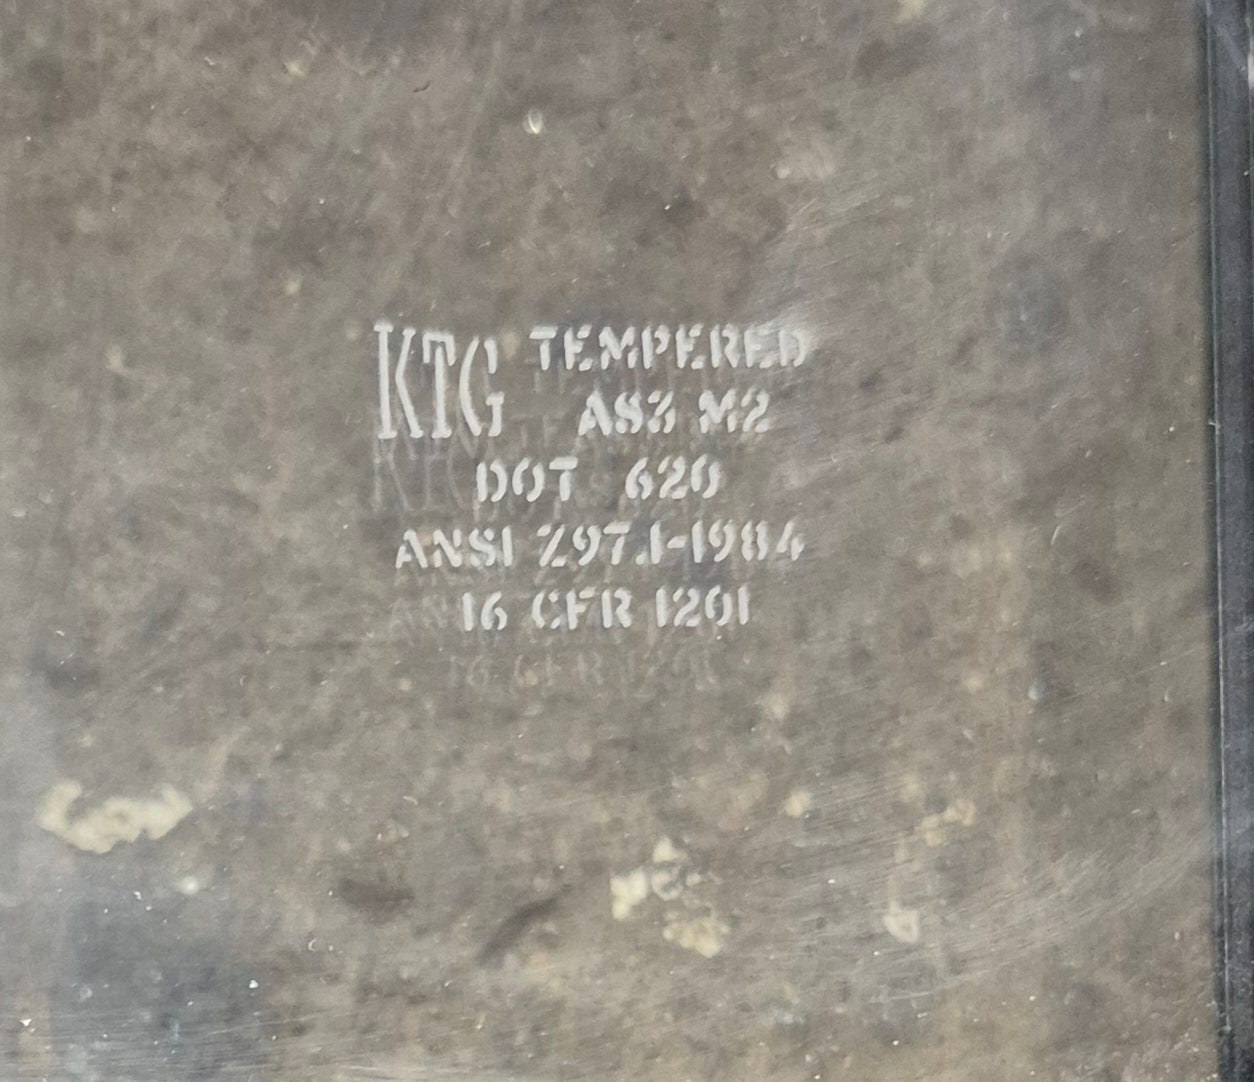 KTG TEMPERED
AS3 M2
DOT 620
ANSI Z97.1-1984
16 CFR 1201